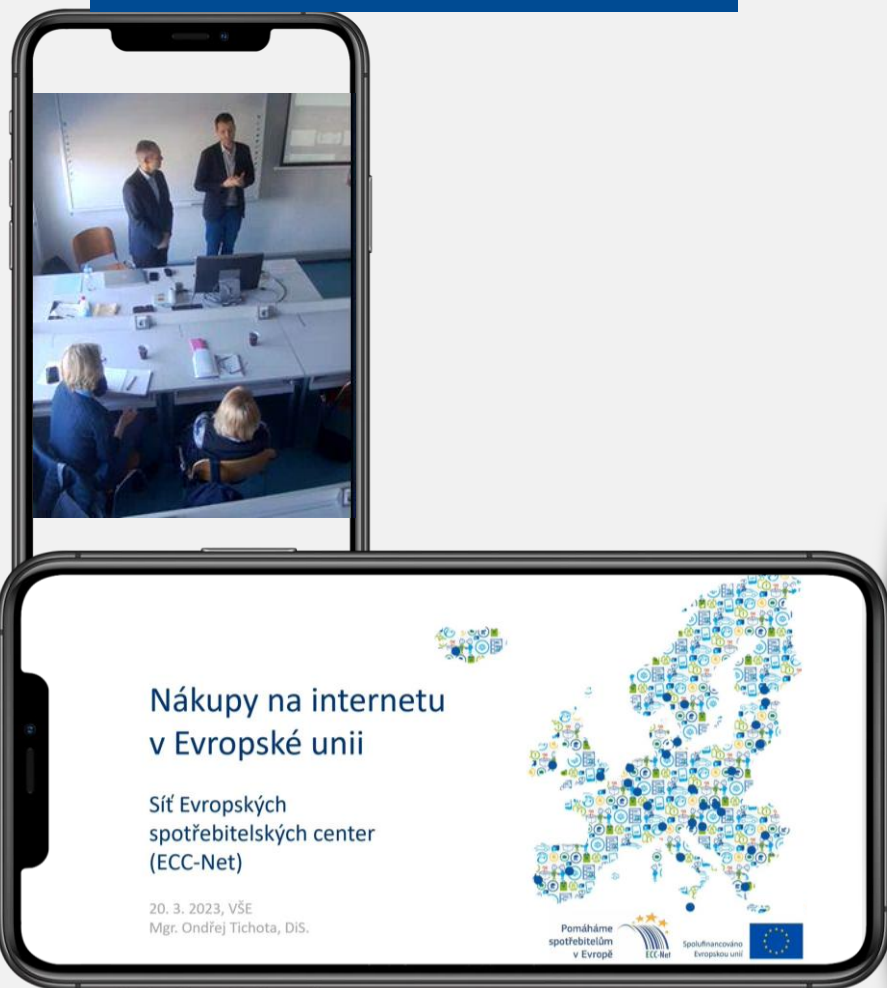 Nákupy na internetu
v Evropské unii
Síť Evropských
spotřebitelských center
(ECC-Net)
20. 3. 2023, VŠE
Mgr. Ondřej Tichota, DiS.
Pomáháme
spotřebitelům
v Evropě
ECC-Net
Spolufinancováno
Evropskou unií